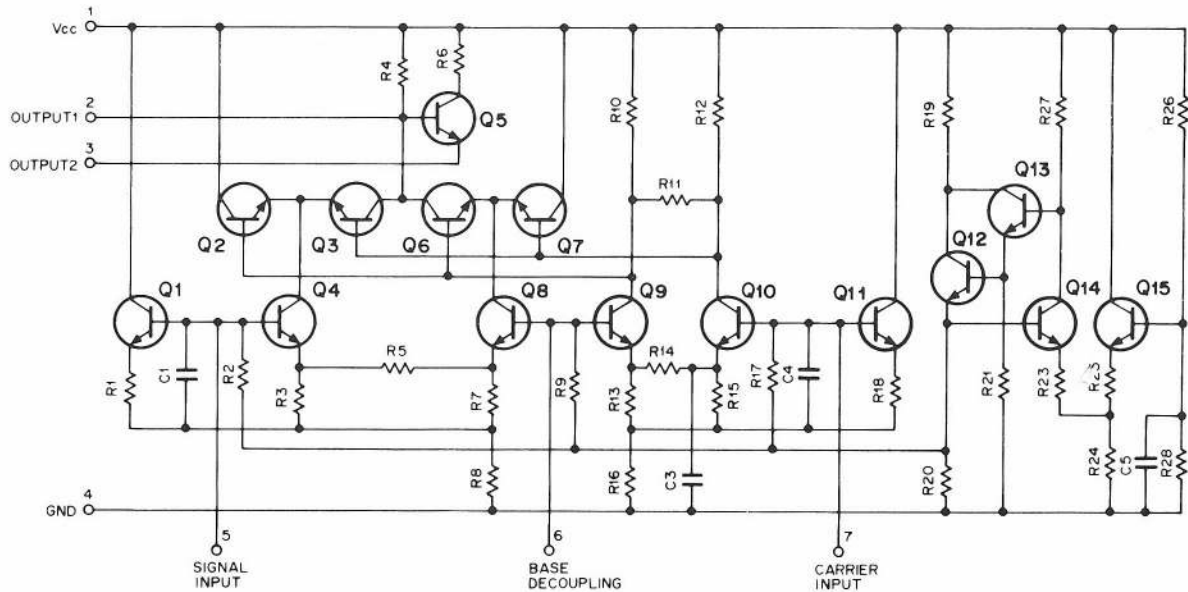 1
Vcc
R4
R6
R10
R12
R19
R27
R26
2
OUTPUT1
Q5
3
OUTPUT2
R11
Q13
Q2
Q3
Q6
Q7
Q12
Q1
Q4
Q8
Q9
Q10
Q11
Q14
Q15
R1
C1
R2
R3
R5
R7
R9
R14
R13
R15
R17
C4
R18
R21
R23
R8
R16
C3
R20
R24
C5
R28
4
GND
5
SIGNAL
INPUT
6
BASE
DECOUPLING
7
CARRIER
INPUT